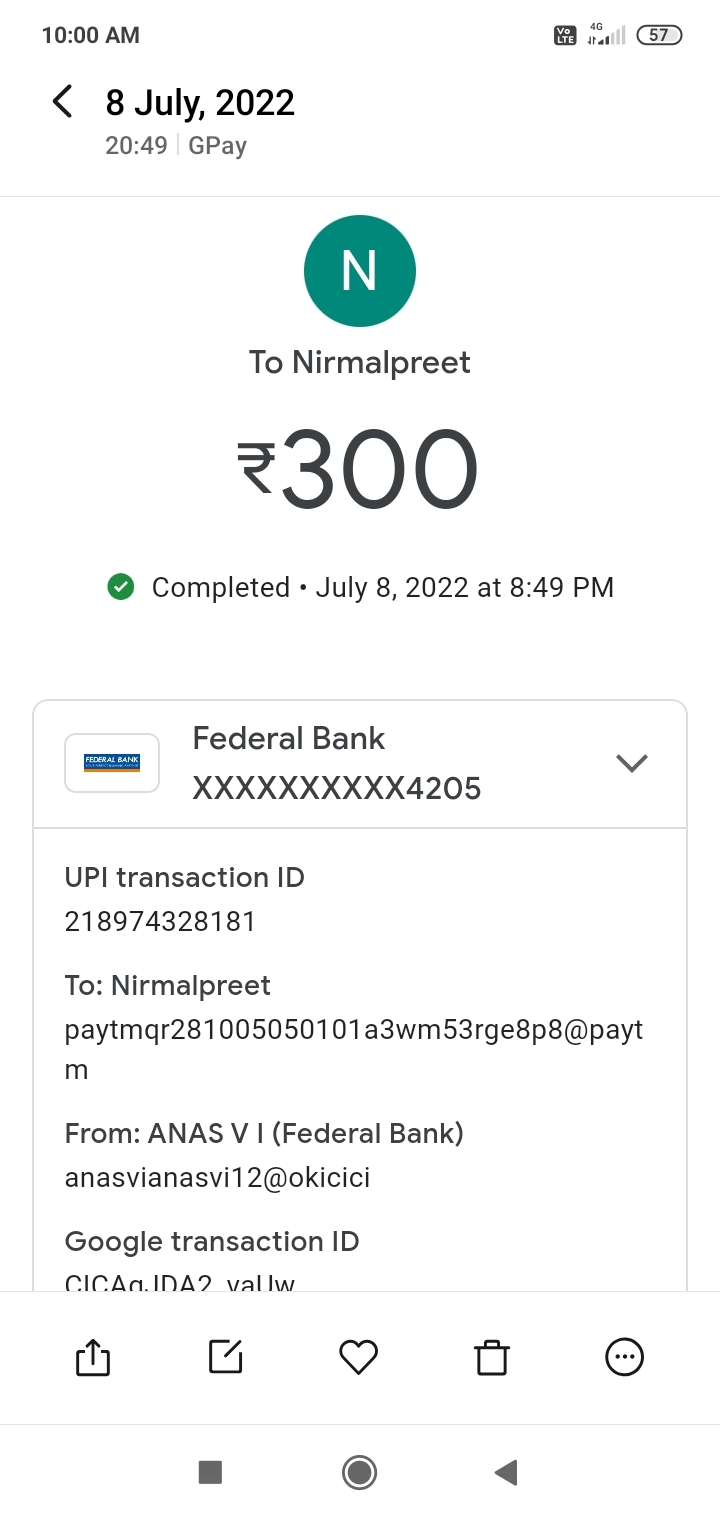 10:00 AM
Vo LTE 4G 57
8 July, 2022
20:49 GPay
N
To Nirmalpreet
₹300
Completed • July 8, 2022 at 8:49 PM
FEDERAL BANK
Federal Bank
XXXXXXXXXX4205
UPI transaction ID
218974328181
To: Nirmalpreet
paytmqr281005050101a3wm53rge8p8@payt
m
From: ANAS V I (Federal Bank)
anasvianasvi12@okicici
Google transaction ID